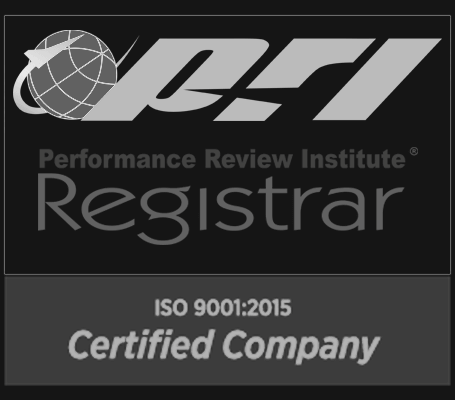 pri
Performance Review Institute®
Registrar
ISO 9001:2015
Certified Company